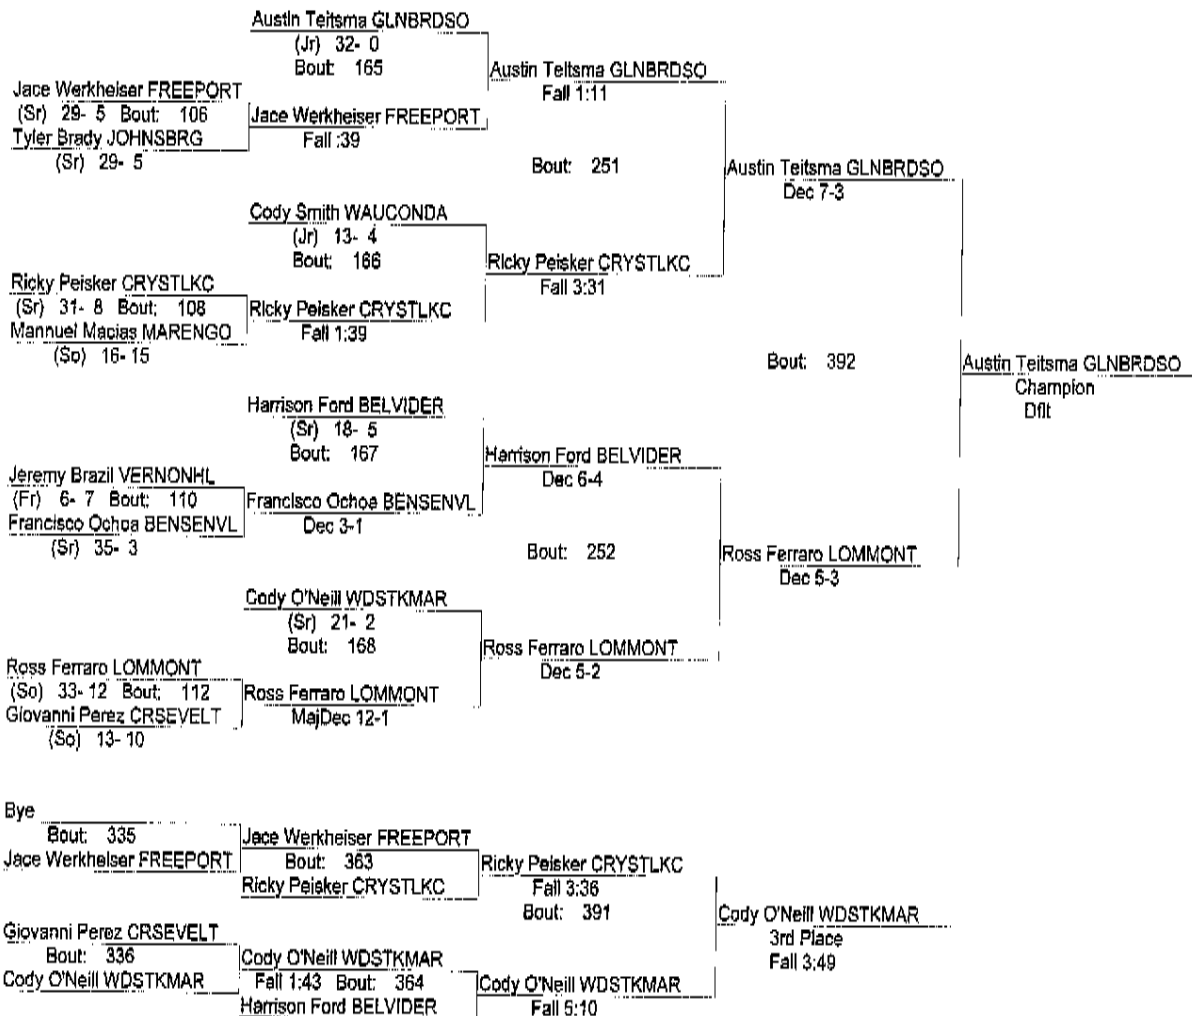 Austin Teitsma GLNBRDSO
(Jr) 32- 0
Bout: 165
Austin Teitsma GLNBRDSO
Fall 1:11
Jace Werkheiser FREEPORT
(Sr) 29- 5 Bout: 106
Jace Werkheiser FREEPORT
Tyler Brady JOHNSBRG
Fall :39
(Sr) 29- 5
Bout: 251
Austin Teitsma GLNBRDSO
Dec 7-3
Cody Smith WAUCONDA
(Jr) 13- 4
Bout: 166
Ricky Peisker CRYSTLKC
Fall 3:31
Ricky Peisker CRYSTLKC
(Sr) 31- 8 Bout: 108
Ricky Peisker CRYSTLKC
Mannuel Macias MARENGO
Fall 1:39
(So) 16- 15
Bout: 392
Austin Teitsma GLNBRDSO
Champion
Dflt
Harrison Ford BELVIDER
(Sr) 18- 5
Bout: 167
Harrison Ford BELVIDER
Dec 6-4
Jeremy Brazil VERNONHL
(Fr) 6- 7 Bout: 110
Francisco Ochoa BENSENVL
Francisco Ochoa BENSENVL
Dec 3-1
(Sr) 35- 3
Bout: 252
Ross Ferraro LOMMONT
Dec 5-3
Cody O'Neill WDSTKMAR
(Sr) 21- 2
Bout: 168
Ross Ferraro LOMMONT
Dec 5-2
Ross Ferraro LOMMONT
(So) 33- 12 Bout: 112
Ross Ferraro LOMMONT
Giovanni Perez CRSEVELT
MajDec 12-1
(So) 13- 10
Bye
Bout: 335
Jace Werkheiser FREEPORT
Jace Werkheiser FREEPORT
Bout: 363
Ricky Peisker CRYSTLKC
Ricky Peisker CRYSTLKC
Fall 3:36
Bout: 391
Cody O'Neill WDSTKMAR
3rd Place
Fall 3:49
Giovanni Perez CRSEVELT
Bout: 336
Cody O'Neill WDSTKMAR
Cody O'Neill WDSTKMAR
Fall 1:43 Bout: 364
Cody O'Neill WDSTKMAR
Harrison Ford BELVIDER
Fall 5:10